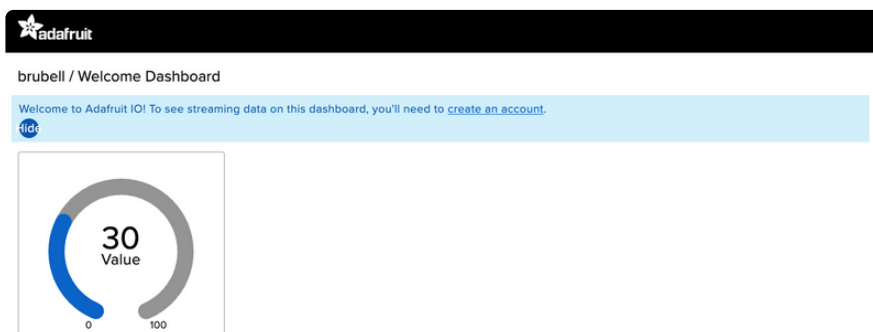 adafruit
brubell / Welcome Dashboard
Welcome to Adafruit IO! To see streaming data on this dashboard, you'll need to create an account.
Hide
30
Value
0 100